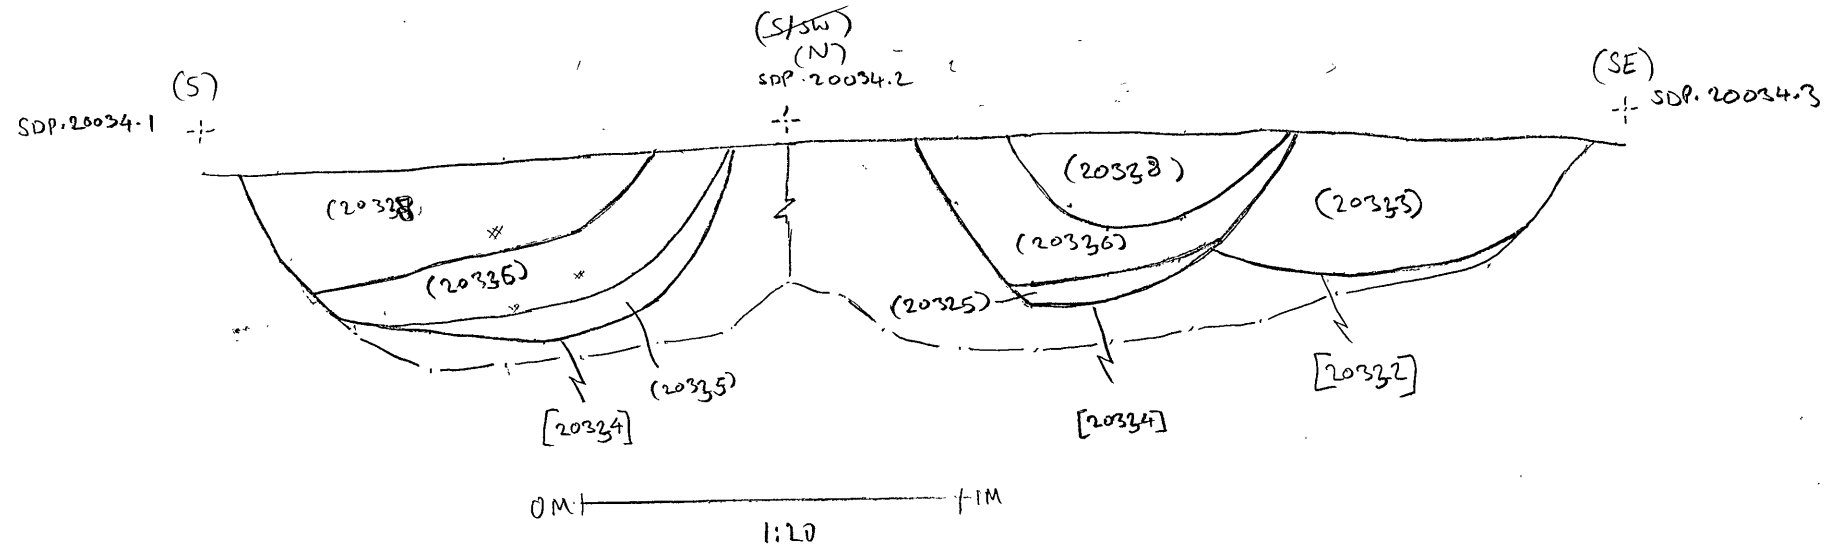 (S/SW)
(N)
(S)
SDP.20034.1
SDP.20034.2
(SE)
SDP.20034.3
(20338)
(20336)
(20335)
[20334]
(20338)
(20333)
(20336)
(20325)
[20334]
[20332]
0M
1M
1:20